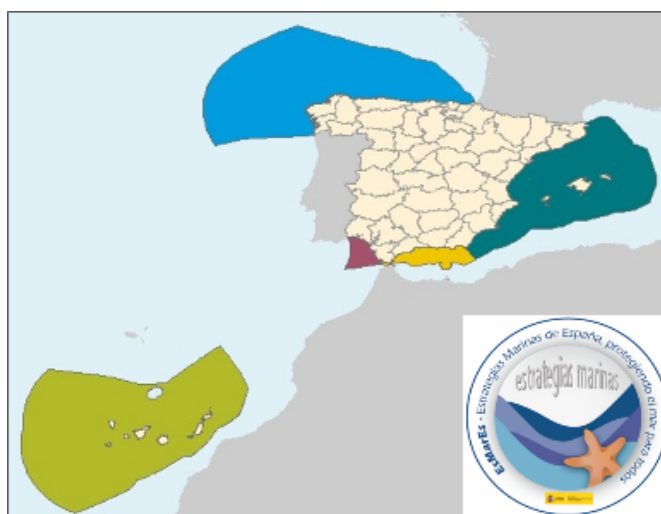 EsMarEs - Estrategias Marinas de España, protegiendo el mar para todos
estrategias marinas